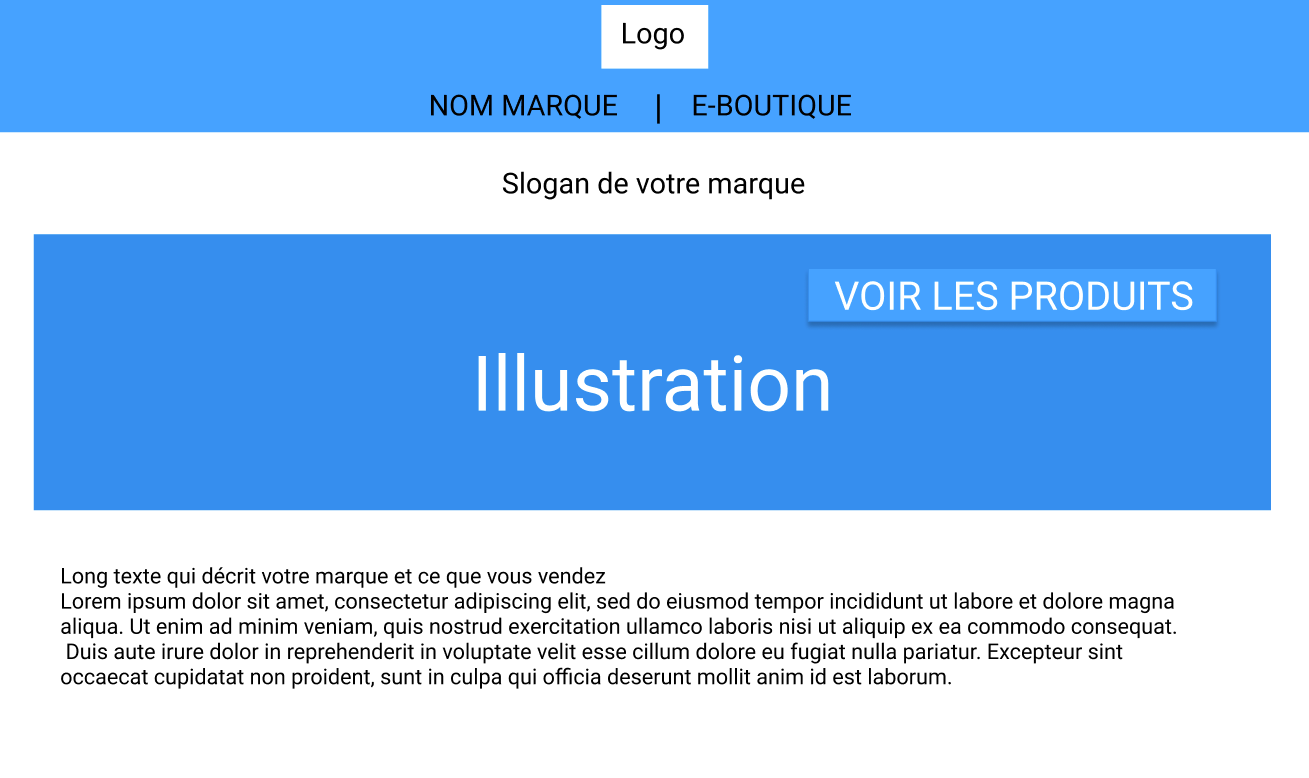 Logo
NOM MARQUE | E-BOUTIQUE
Slogan de votre marque
VOIR LES PRODUITS
Illustration
Long texte qui décrit votre marque et ce que vous vendez
Lorem ipsum dolor sit amet, consectetur adipiscing elit, sed do eiusmod tempor incididunt ut labore et dolore magna
aliqua. Ut enim ad minim veniam, quis nostrud exercitation ullamco laboris nisi ut aliquip ex ea commodo consequat.
Duis aute irure dolor in reprehenderit in voluptate velit esse cillum dolore eu fugiat nulla pariatur. Excepteur sint
occaecat cupidatat non proident, sunt in culpa qui officia deserunt mollit anim id est laborum.